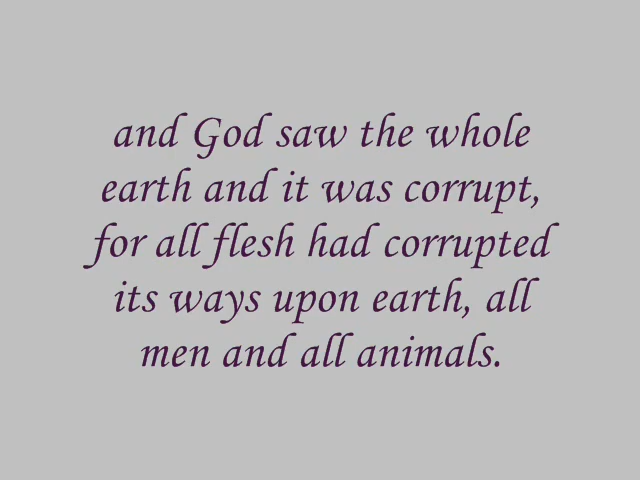 and God saw the whole
earth and it was corrupt,
for all flesh had corrupted
its ways upon earth, all
men and all animals.